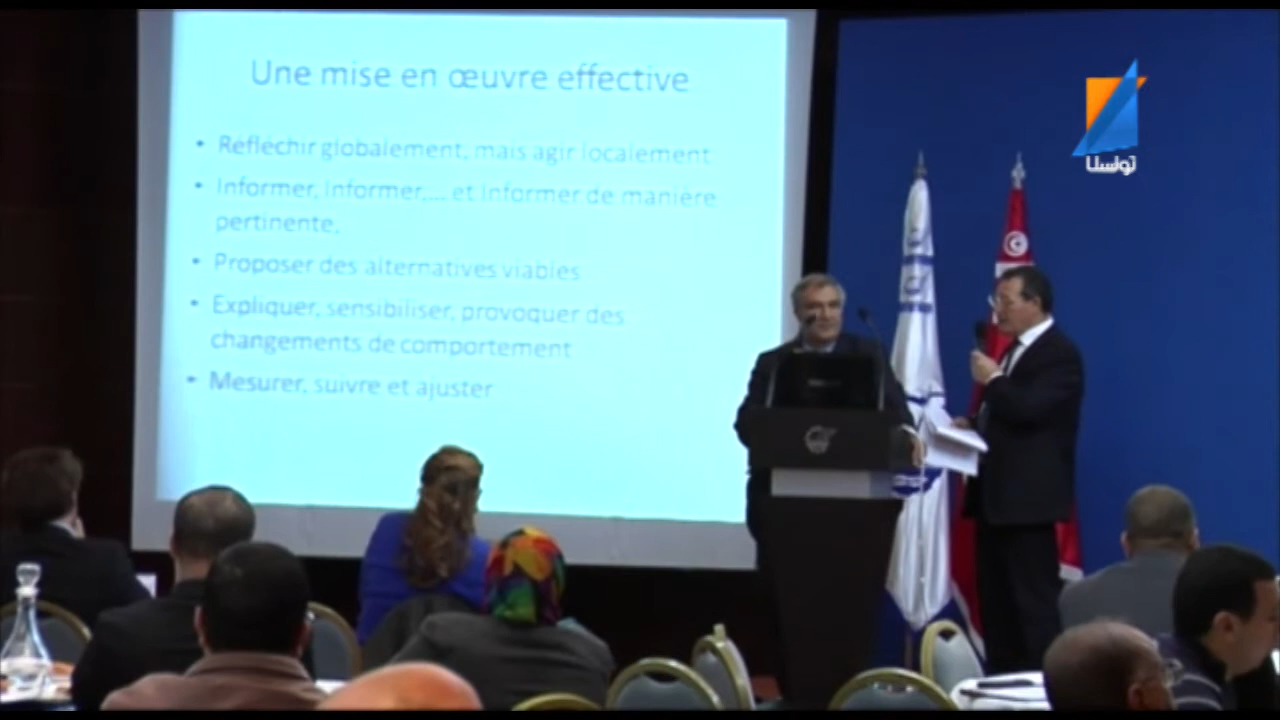 Une mise en œuvre effective
• Réfléchir globalement, mais agir localement
• Informer, Informer,... et Informer de manière
pertinente,
• Proposer des alternatives viables
• Expliquer, sensibiliser, provoquer des
changements de comportement
• Mesurer, suivre et ajuster
تونسنا